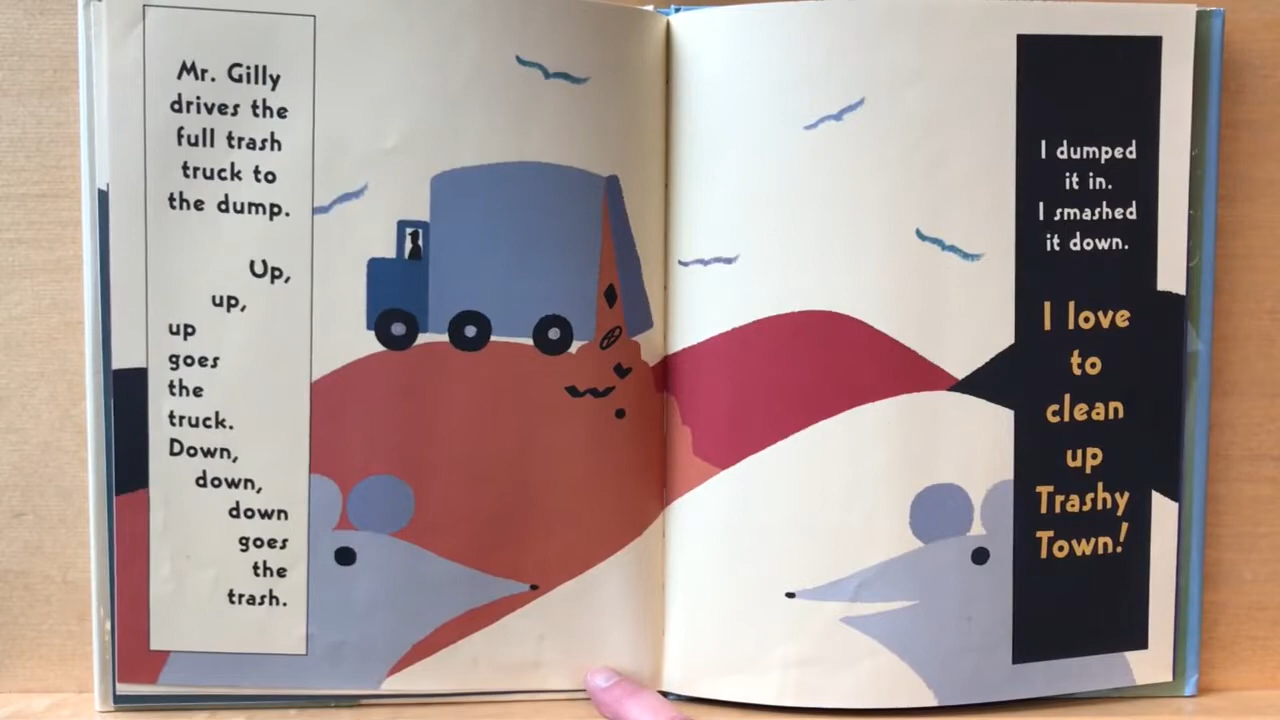 Mr. Gilly
drives the
full trash
truck to
the dump.
Up,
up,
up
goes
the
truck.
Down,
down,
down
goes
the
trash.
I dumped
it in.
I smashed
it down.
I love
to
clean
up
Trashy
Town!